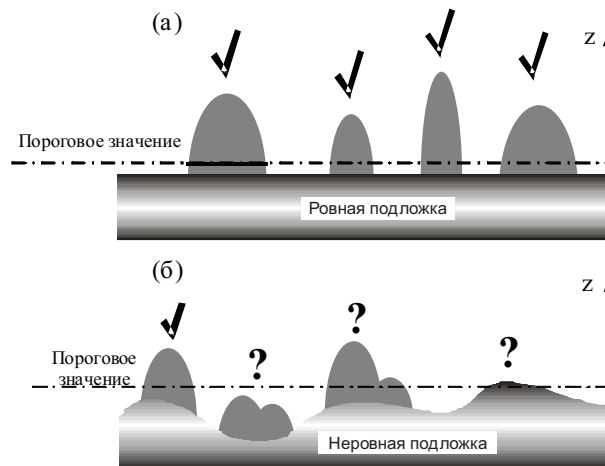 (а)
z
Пороговое значение
Ровная подложка
(б)
z
?
?
?
Пороговое
значение
Неровная подложка